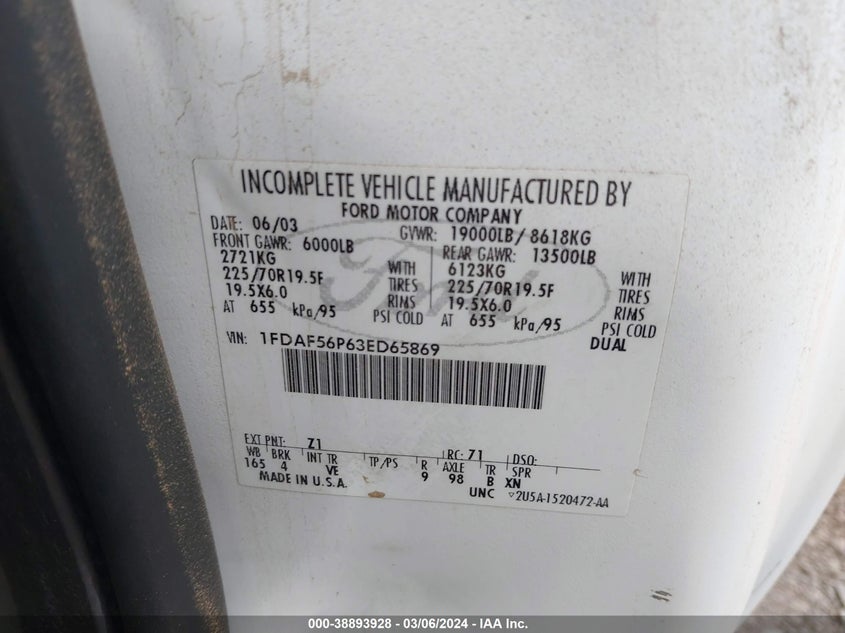 INCOMPLETE VEHICLE MANUFACTURED BY
FORD MOTOR COMPANY
DATE: 06/03 GVWR: 19000LB/ 8618KG
FRONT GAWR: 6000LB REAR GAWR: 13500LB
2721KG WITH 6123KG WITH
225/70R19.5F TIRES 225/70R19.5F TIRES
19.5X6.0 RIMS 19.5X6.0 RIMS
AT 655 kPa/95 PSI COLD AT 655 kPa/95 PSI COLD
DUAL
VIN: 1FDAF56P63ED65869
Ford
EXT PNT: Z1 RC: 71 DSO:
WB BRK INT TR TP/PS R AXLE TR SPR
165 4 VE 9 98 B XN
MADE IN U.S.A. UNC 2U5A-1520472-AA
000-38893928 - 03/06/2024 - IAA Inc.